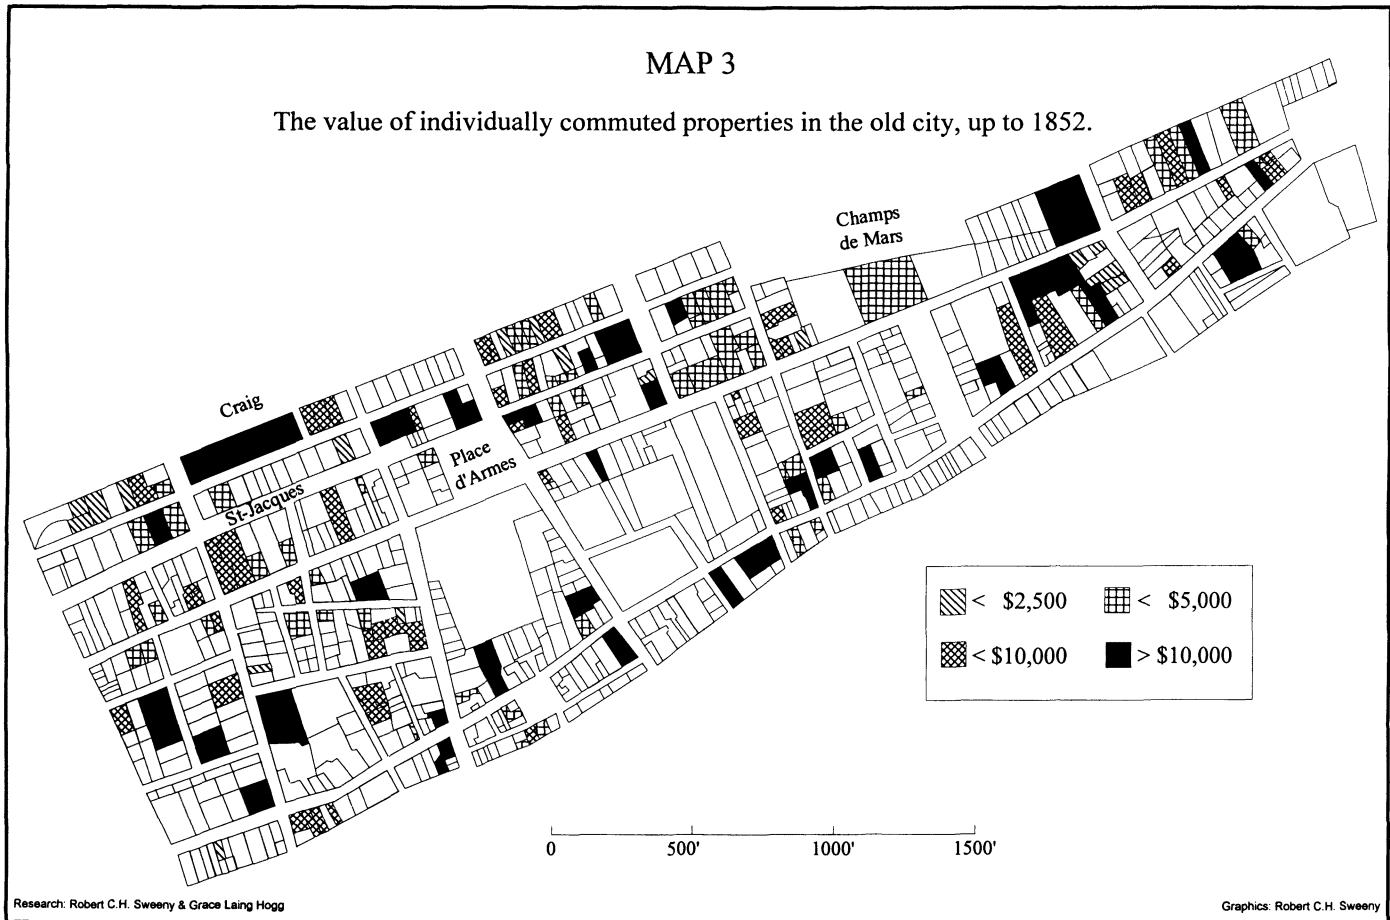 MAP 3
The value of individually commuted properties in the old city, up to 1852.
Champs
de Mars
Craig
Place
d'Armes
St-Jacques
< $2,500
< $5,000
< $10,000
> $10,000
0 500' 1000' 1500'
Research: Robert C.H. Sweeny & Grace Laing Hogg
Graphics: Robert C.H. Sweeny